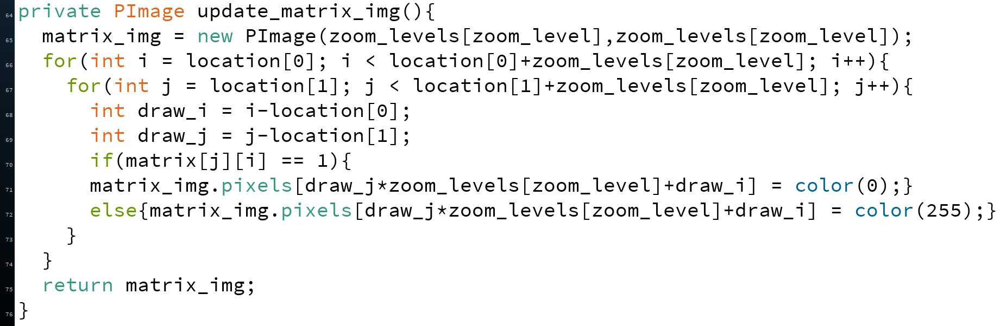 64 private PImage update_matrix_img(){
65   matrix_img = new PImage(zoom_levels[zoom_level],zoom_levels[zoom_level]);
66   for(int i = location[0]; i < location[0]+zoom_levels[zoom_level]; i++){
67     for(int j = location[1]; j < location[1]+zoom_levels[zoom_level]; j++){
68       int draw_i = i-location[0];
69       int draw_j = j-location[1];
70       if(matrix[j][i] == 1){
71       matrix_img.pixels[draw_j*zoom_levels[zoom_level]+draw_i] = color(0);}
72       else{matrix_img.pixels[draw_j*zoom_levels[zoom_level]+draw_i] = color(255);}
73     }
74   }
75   return matrix_img;
76 }